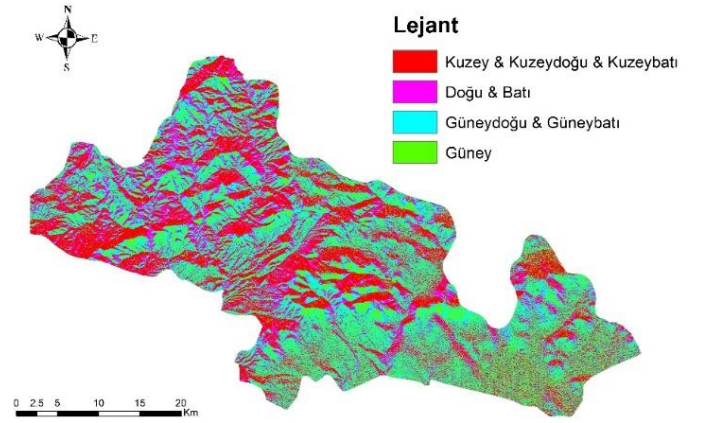 N
W E
S
Lejant
Kuzey & Kuzeydoğu & Kuzeybatı
Doğu & Batı
Güneydoğu & Güneybatı
Güney
0 2.5 5 10 15 20
Km